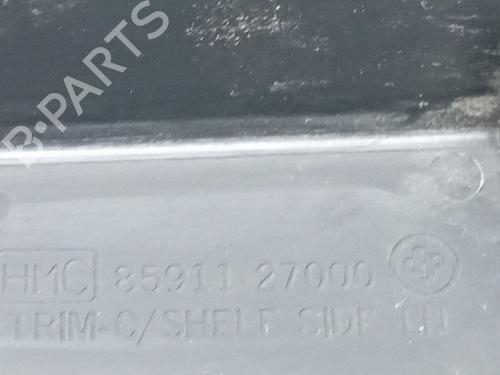 B-PARTS
HMC 85911 27000
TRIM-C/SHELF SIDE LH